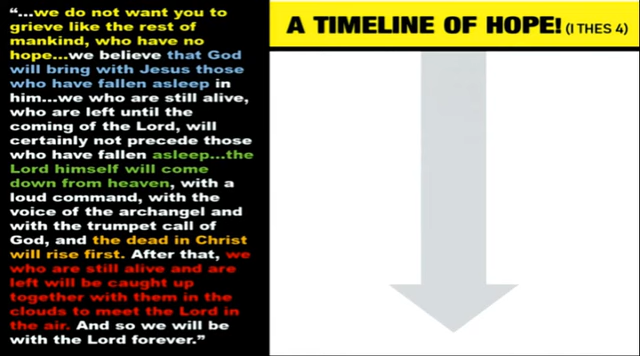 “...we do not want you to
grieve like the rest of
mankind, who have no
hope...we believe that God
will bring with Jesus those
who have fallen asleep in
him...we who are still alive,
who are left until the
coming of the Lord, will
certainly not precede those
who have fallen asleep...the
Lord himself will come
down from heaven, with a
loud command, with the
voice of the archangel and
with the trumpet call of
God, and the dead in Christ
will rise first. After that, we
who are still alive and are
left will be caught up
together with them in the
clouds to meet the Lord in
the air. And so we will be
with the Lord forever.”
A TIMELINE OF HOPE! (I THES 4)